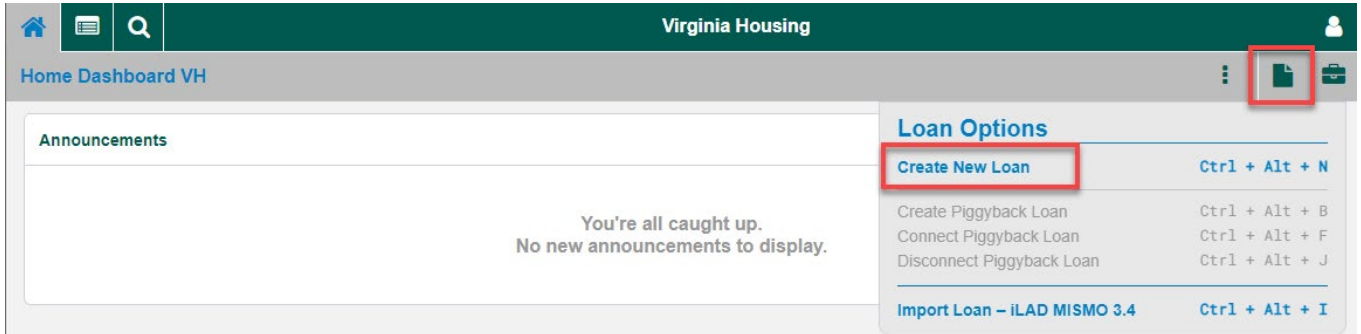 Virginia Housing
Home Dashboard VH
Announcements
You're all caught up.
No new announcements to display.
Loan Options
Create New Loan Ctrl + Alt + N
Create Piggyback Loan Ctrl + Alt + B
Connect Piggyback Loan Ctrl + Alt + F
Disconnect Piggyback Loan Ctrl + Alt + J
Import Loan – iLAD MISMO 3.4 Ctrl + Alt + I